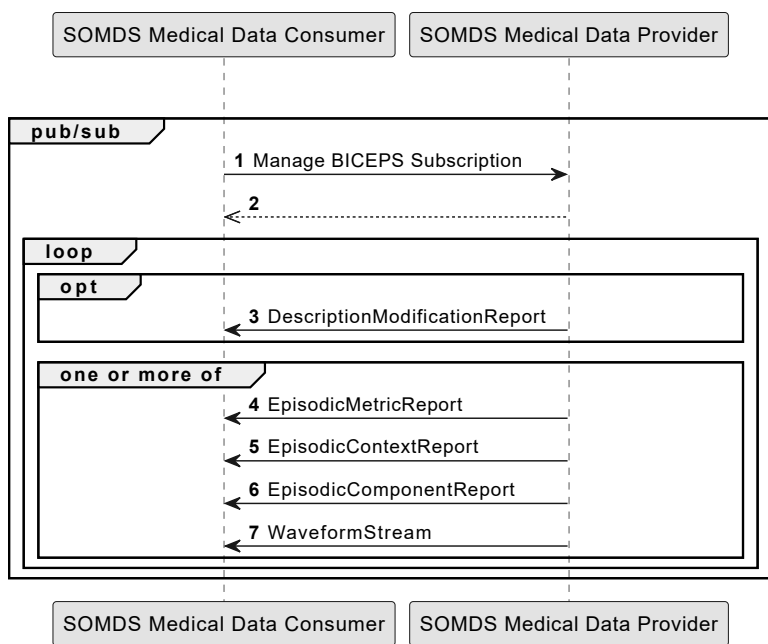 SOMDS Medical Data Consumer SOMDS Medical Data Provider
pub/sub
1 Manage BICEPS Subscription
2
loop
opt
3 DescriptionModificationReport
one or more of
4 EpisodicMetricReport
5 EpisodicContextReport
6 EpisodicComponentReport
7 WaveformStream
SOMDS Medical Data Consumer SOMDS Medical Data Provider